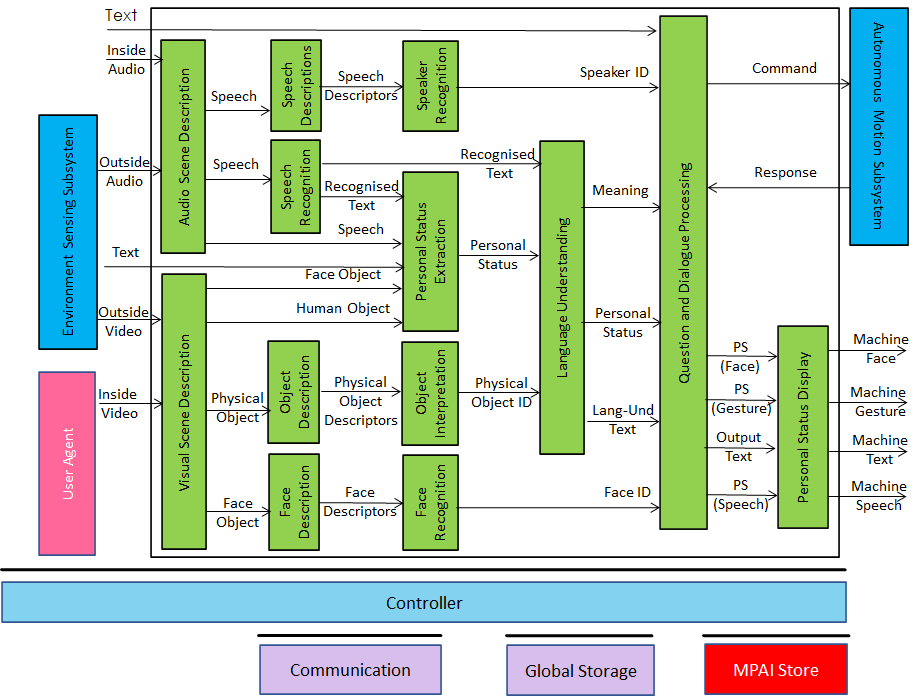 Text
Inside
Audio
Outside
Audio
Text
Outside
Video
Inside
Video
Environment Sensing Subsystem
User Agent
Audio Scene Description
Visual Scene Description
Speech
Speech
Descriptions
Speech
Descriptors
Speaker
Recognition
Speaker ID
Speech
Speech
Recognition
Recognised
Text
Recognised
Text
Speech
Face Object
Human Object
Personal Status
Extraction
Personal
Status
Physical
Object
Object
Description
Physical
Object
Descriptors
Object
Interpretation
Physical
Object ID
Face
Object
Face
Description
Face
Descriptors
Face
Recognition
Face ID
Language Understanding
Meaning
Personal
Status
Lang-Und
Text
Question and Dialogue Processing
Command
Response
Autonomous Motion Subsystem
PS
(Face)
PS
(Gesture)
Output
Text
PS
(Speech)
Personal Status Display
Machine
Face
Machine
Gesture
Machine
Text
Machine
Speech
Controller
Communication
Global Storage
MPAI Store